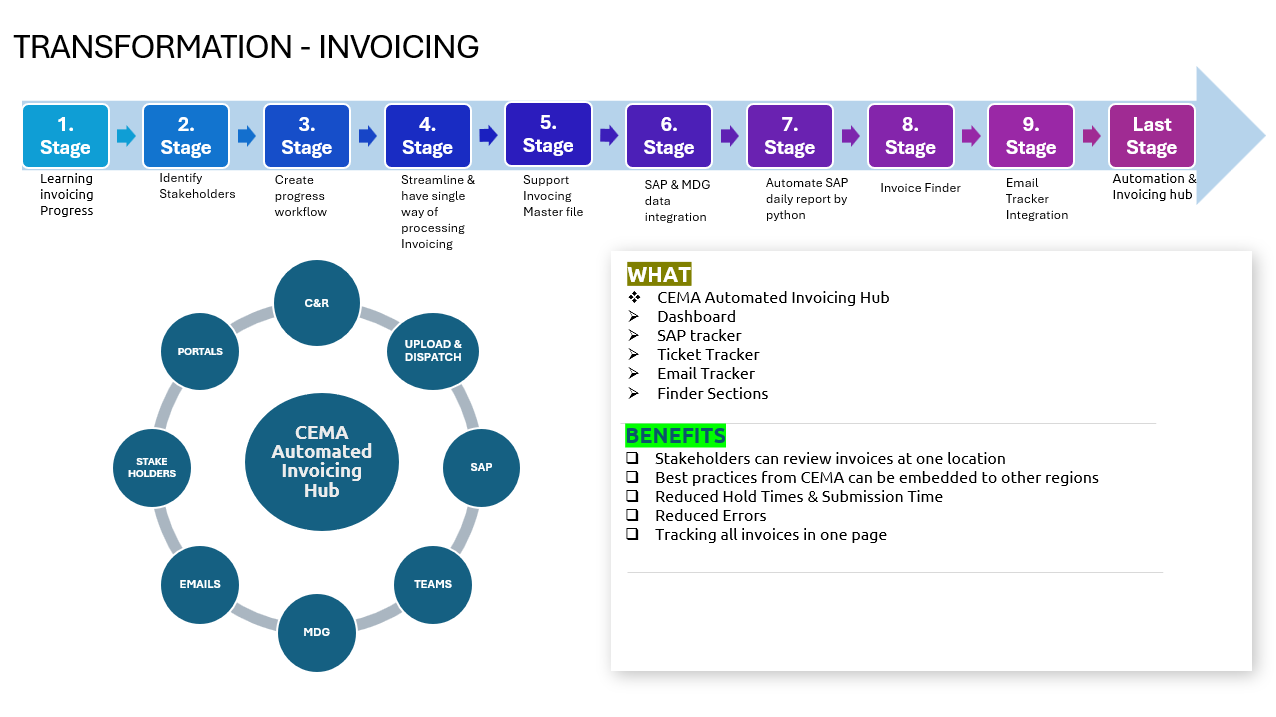 TRANSFORMATION - INVOICING
1.
Stage
2.
Stage
3.
Stage
4.
Stage
5.
Stage
6.
Stage
7.
Stage
8.
Stage
9.
Stage
Last
Stage
Learning
invoicing
Progress
Identify
Stakeholders
Create
progress
workflow
Streamline &
have single
way of
processing
Invoicing
Support
Invocing
Master file
SAP & MDG
data
integration
Automate SAP
daily report by
python
Invoice Finder
Email
Tracker
Integration
Automation &
Invoicing hub
C&R
UPLOAD &
DISPATCH
SAP
TEAMS
MDG
EMAILS
STAKE
HOLDERS
PORTALS
CEMA
Automated
Invoicing
Hub
WHAT
❖ CEMA Automated Invoicing Hub
➢ Dashboard
➢ SAP tracker
➢ Ticket Tracker
➢ Email Tracker
➢ Finder Sections
BENEFITS
❑ Stakeholders can review invoices at one location
❑ Best practices from CEMA can be embedded to other regions
❑ Reduced Hold Times & Submission Time
❑ Reduced Errors
❑ Tracking all invoices in one page